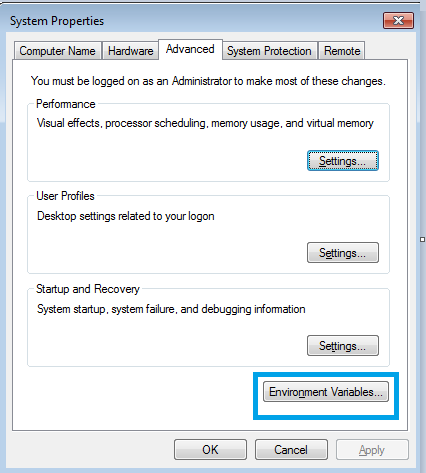 System Properties
Computer Name Hardware Advanced System Protection Remote
You must be logged on as an Administrator to make most of these changes.
Performance
Visual effects, processor scheduling, memory usage, and virtual memory
Settings...
User Profiles
Desktop settings related to your logon
Settings...
Startup and Recovery
System startup, system failure, and debugging information
Settings...
Environment Variables...
OK Cancel Apply